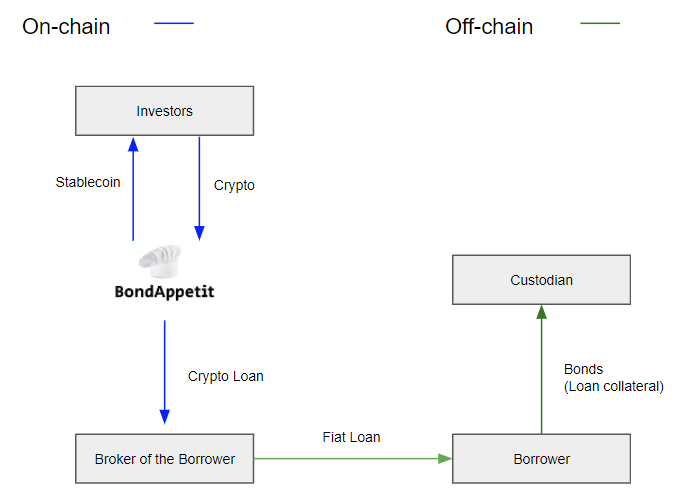 On-chain
Off-chain
Investors
Stablecoin
Crypto
BondAppetit
Custodian
Crypto Loan
Bonds
(Loan collateral)
Broker of the Borrower
Fiat Loan
Borrower